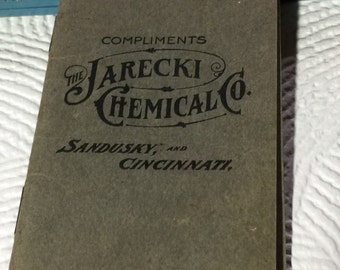 COMPLIMENTS
THE JARECKI
CHEMICAL CO.
SANDUSKY, AND
CINCINNATI.